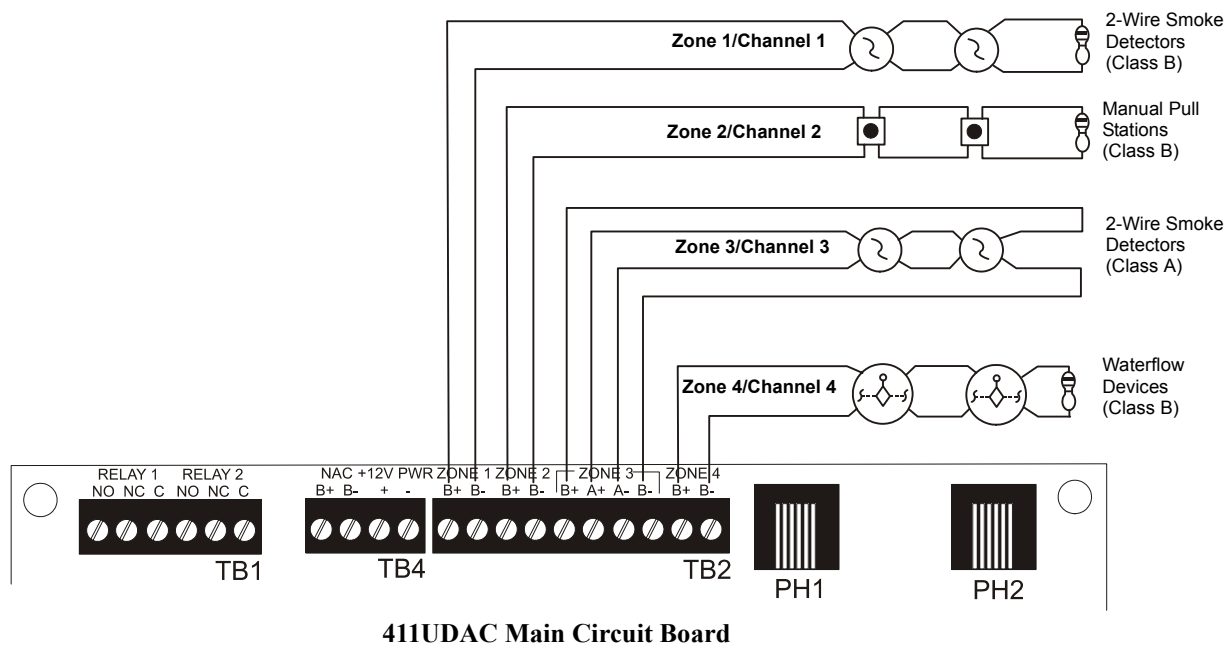 Zone 1/Channel 1
2-Wire Smoke
Detectors
(Class B)
Zone 2/Channel 2
Manual Pull
Stations
(Class B)
Zone 3/Channel 3
2-Wire Smoke
Detectors
(Class A)
Zone 4/Channel 4
Waterflow
Devices
(Class B)
RELAY 1 RELAY 2
NO NC C NO NC C
TB1
NAC +12V PWR
B+ B- + -
TB4
ZONE 1 ZONE 2 ZONE 3 ZONE 4
B+ B- B+ B- B+ A+ A- B- B+ B-
TB2
PH1
PH2
411UDAC Main Circuit Board